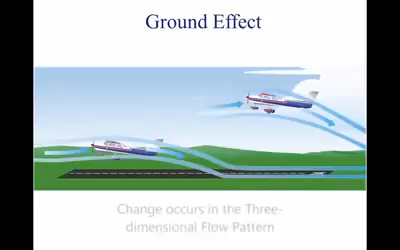 Ground Effect
Change occurs in the Three-
dimensional Flow Pattern